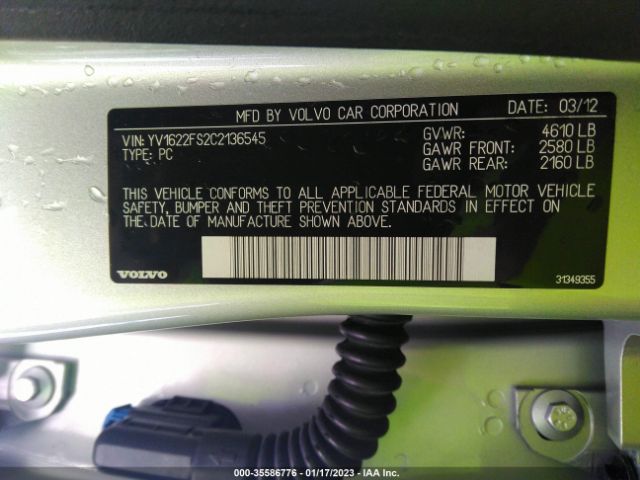 MFD BY VOLVO CAR CORPORATION DATE: 03/12
VIN: YV1622FS2C2136545 GVWR: 4610 LB
TYPE: PC GAWR FRONT: 2580 LB
GAWR REAR: 2160 LB
THIS VEHICLE CONFORMS TO ALL APPLICABLE FEDERAL MOTOR VEHICLE
SAFETY, BUMPER AND THEFT PREVENTION STANDARDS IN EFFECT ON
THE DATE OF MANUFACTURE SHOWN ABOVE.
VOLVO 31349355
000-35586776 - 01/17/2023 - IAA Inc.